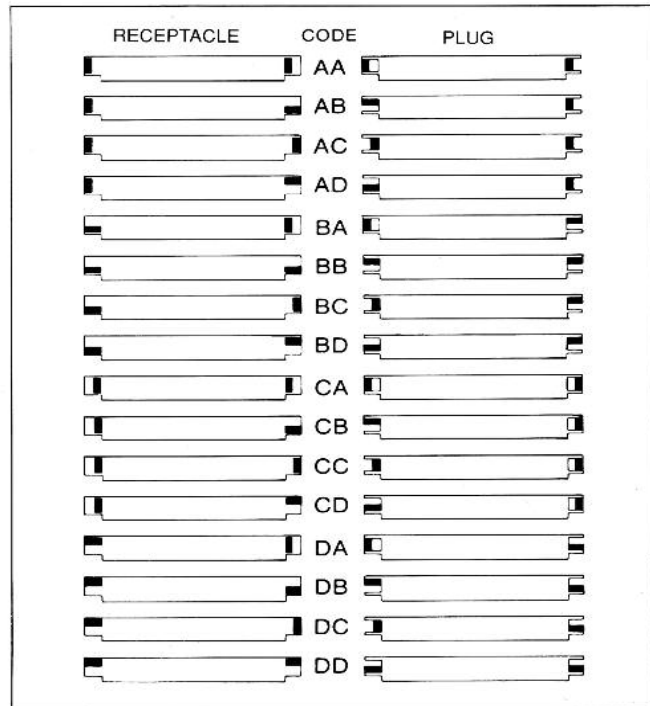 RECEPTACLE CODE PLUG
AA
AB
AC
AD
BA
BB
BC
BD
CA
CB
CC
CD
DA
DB
DC
DD